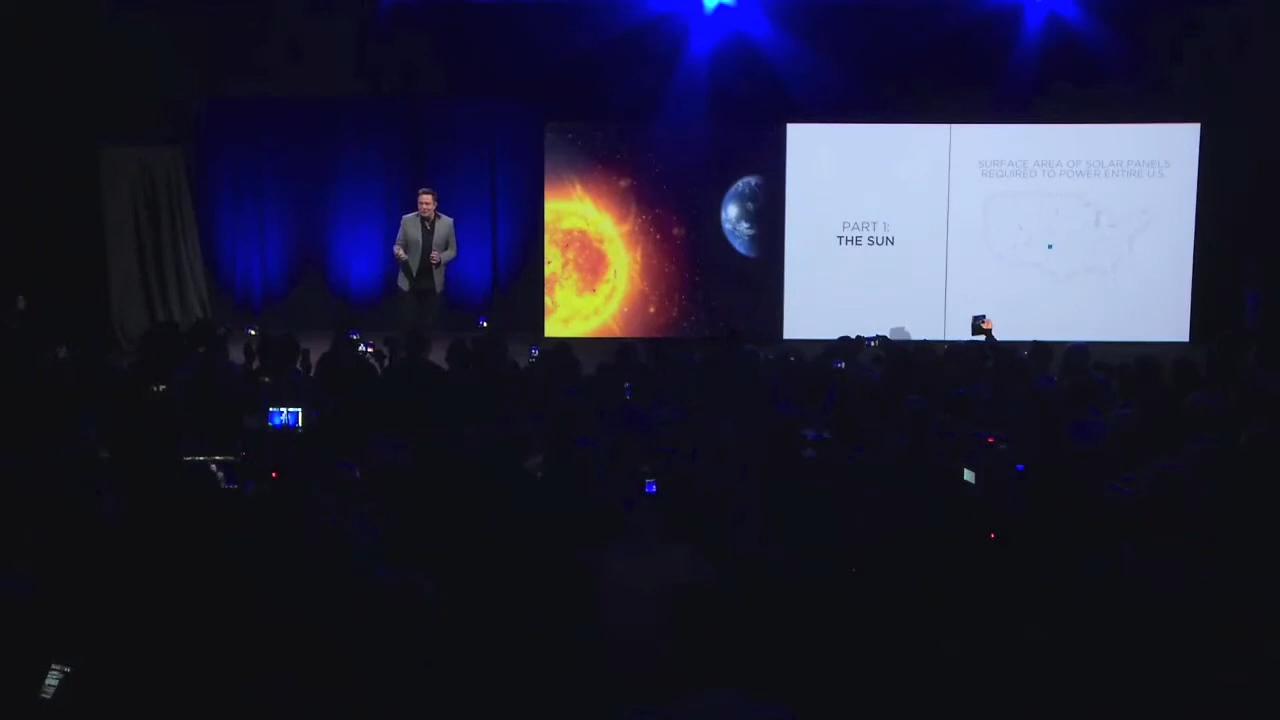 PART 1:
THE SUN
SURFACE AREA OF SOLAR PANELS
REQUIRED TO POWER ENTIRE U.S.